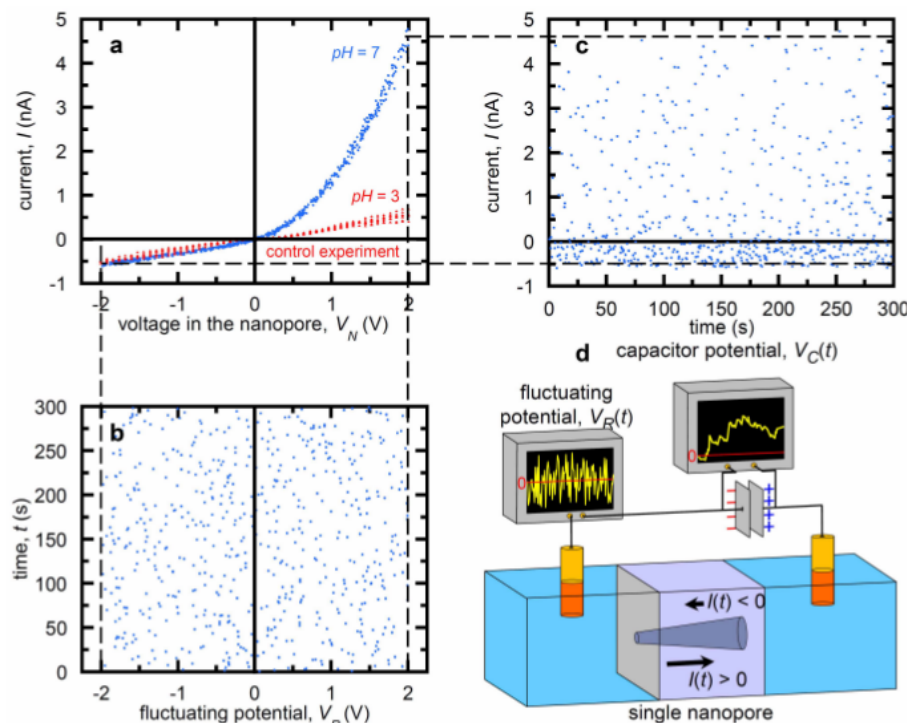 a
pH = 7
pH = 3
control experiment
5
4
3
2
1
0
-1
current, I (nA)
-2
-1
0
1
2
voltage in the nanopore, V_N (V)
c
5
4
3
2
1
0
-1
current, I (nA)
0
50
100
150
200
250
300
time (s)
b
300
250
200
150
100
50
0
time, t (s)
-2
-1
0
1
2
fluctuating potential, V_R (V)
d
capacitor potential, V_C(t)
fluctuating
potential, V_R(t)
0
0
I(t) < 0
I(t) > 0
single nanopore